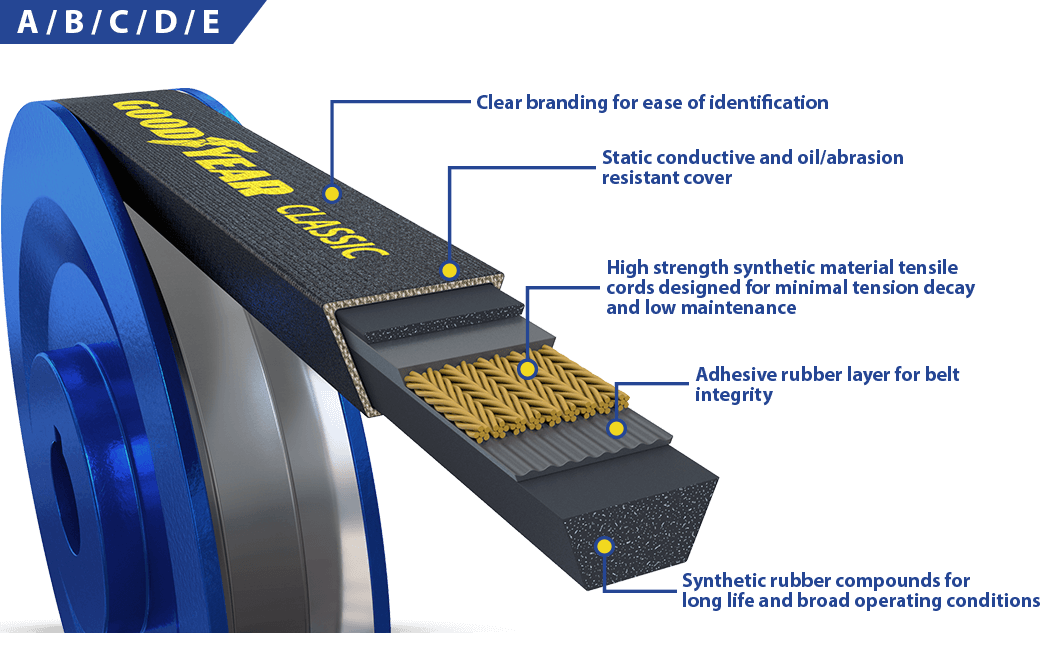 A / B / C / D / E
GOODYEAR CLASSIC
Clear branding for ease of identification
Static conductive and oil/abrasion
resistant cover
High strength synthetic material tensile
cords designed for minimal tension decay
and low maintenance
Adhesive rubber layer for belt
integrity
Synthetic rubber compounds for
long life and broad operating conditions